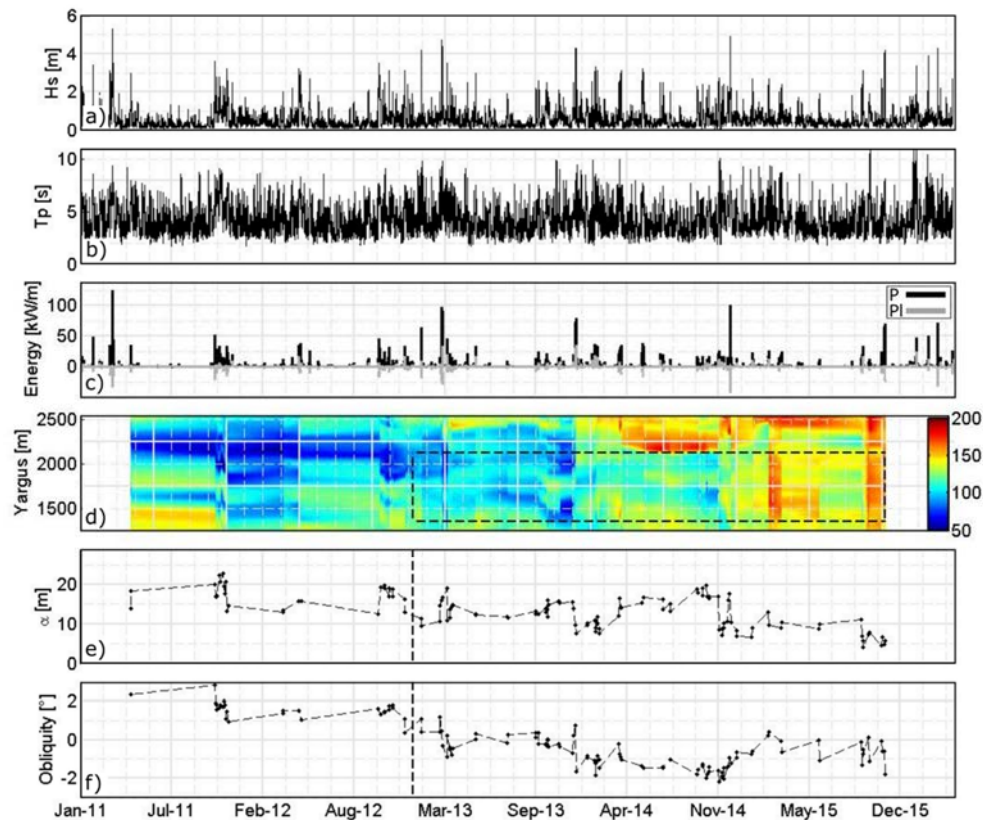 6
4
2
0
Hs [m]
a)
10
5
0
Tp [s]
b)
100
50
0
Energy [kW/m]
c)
P
Pl
2500
2000
1500
Yargus [m]
d)
200
150
100
50
20
10
0
α [m]
e)
2
0
-2
Obliquity [°]
f)
Jan-11 Jul-11 Feb-12 Aug-12 Mar-13 Sep-13 Apr-14 Nov-14 May-15 Dec-15